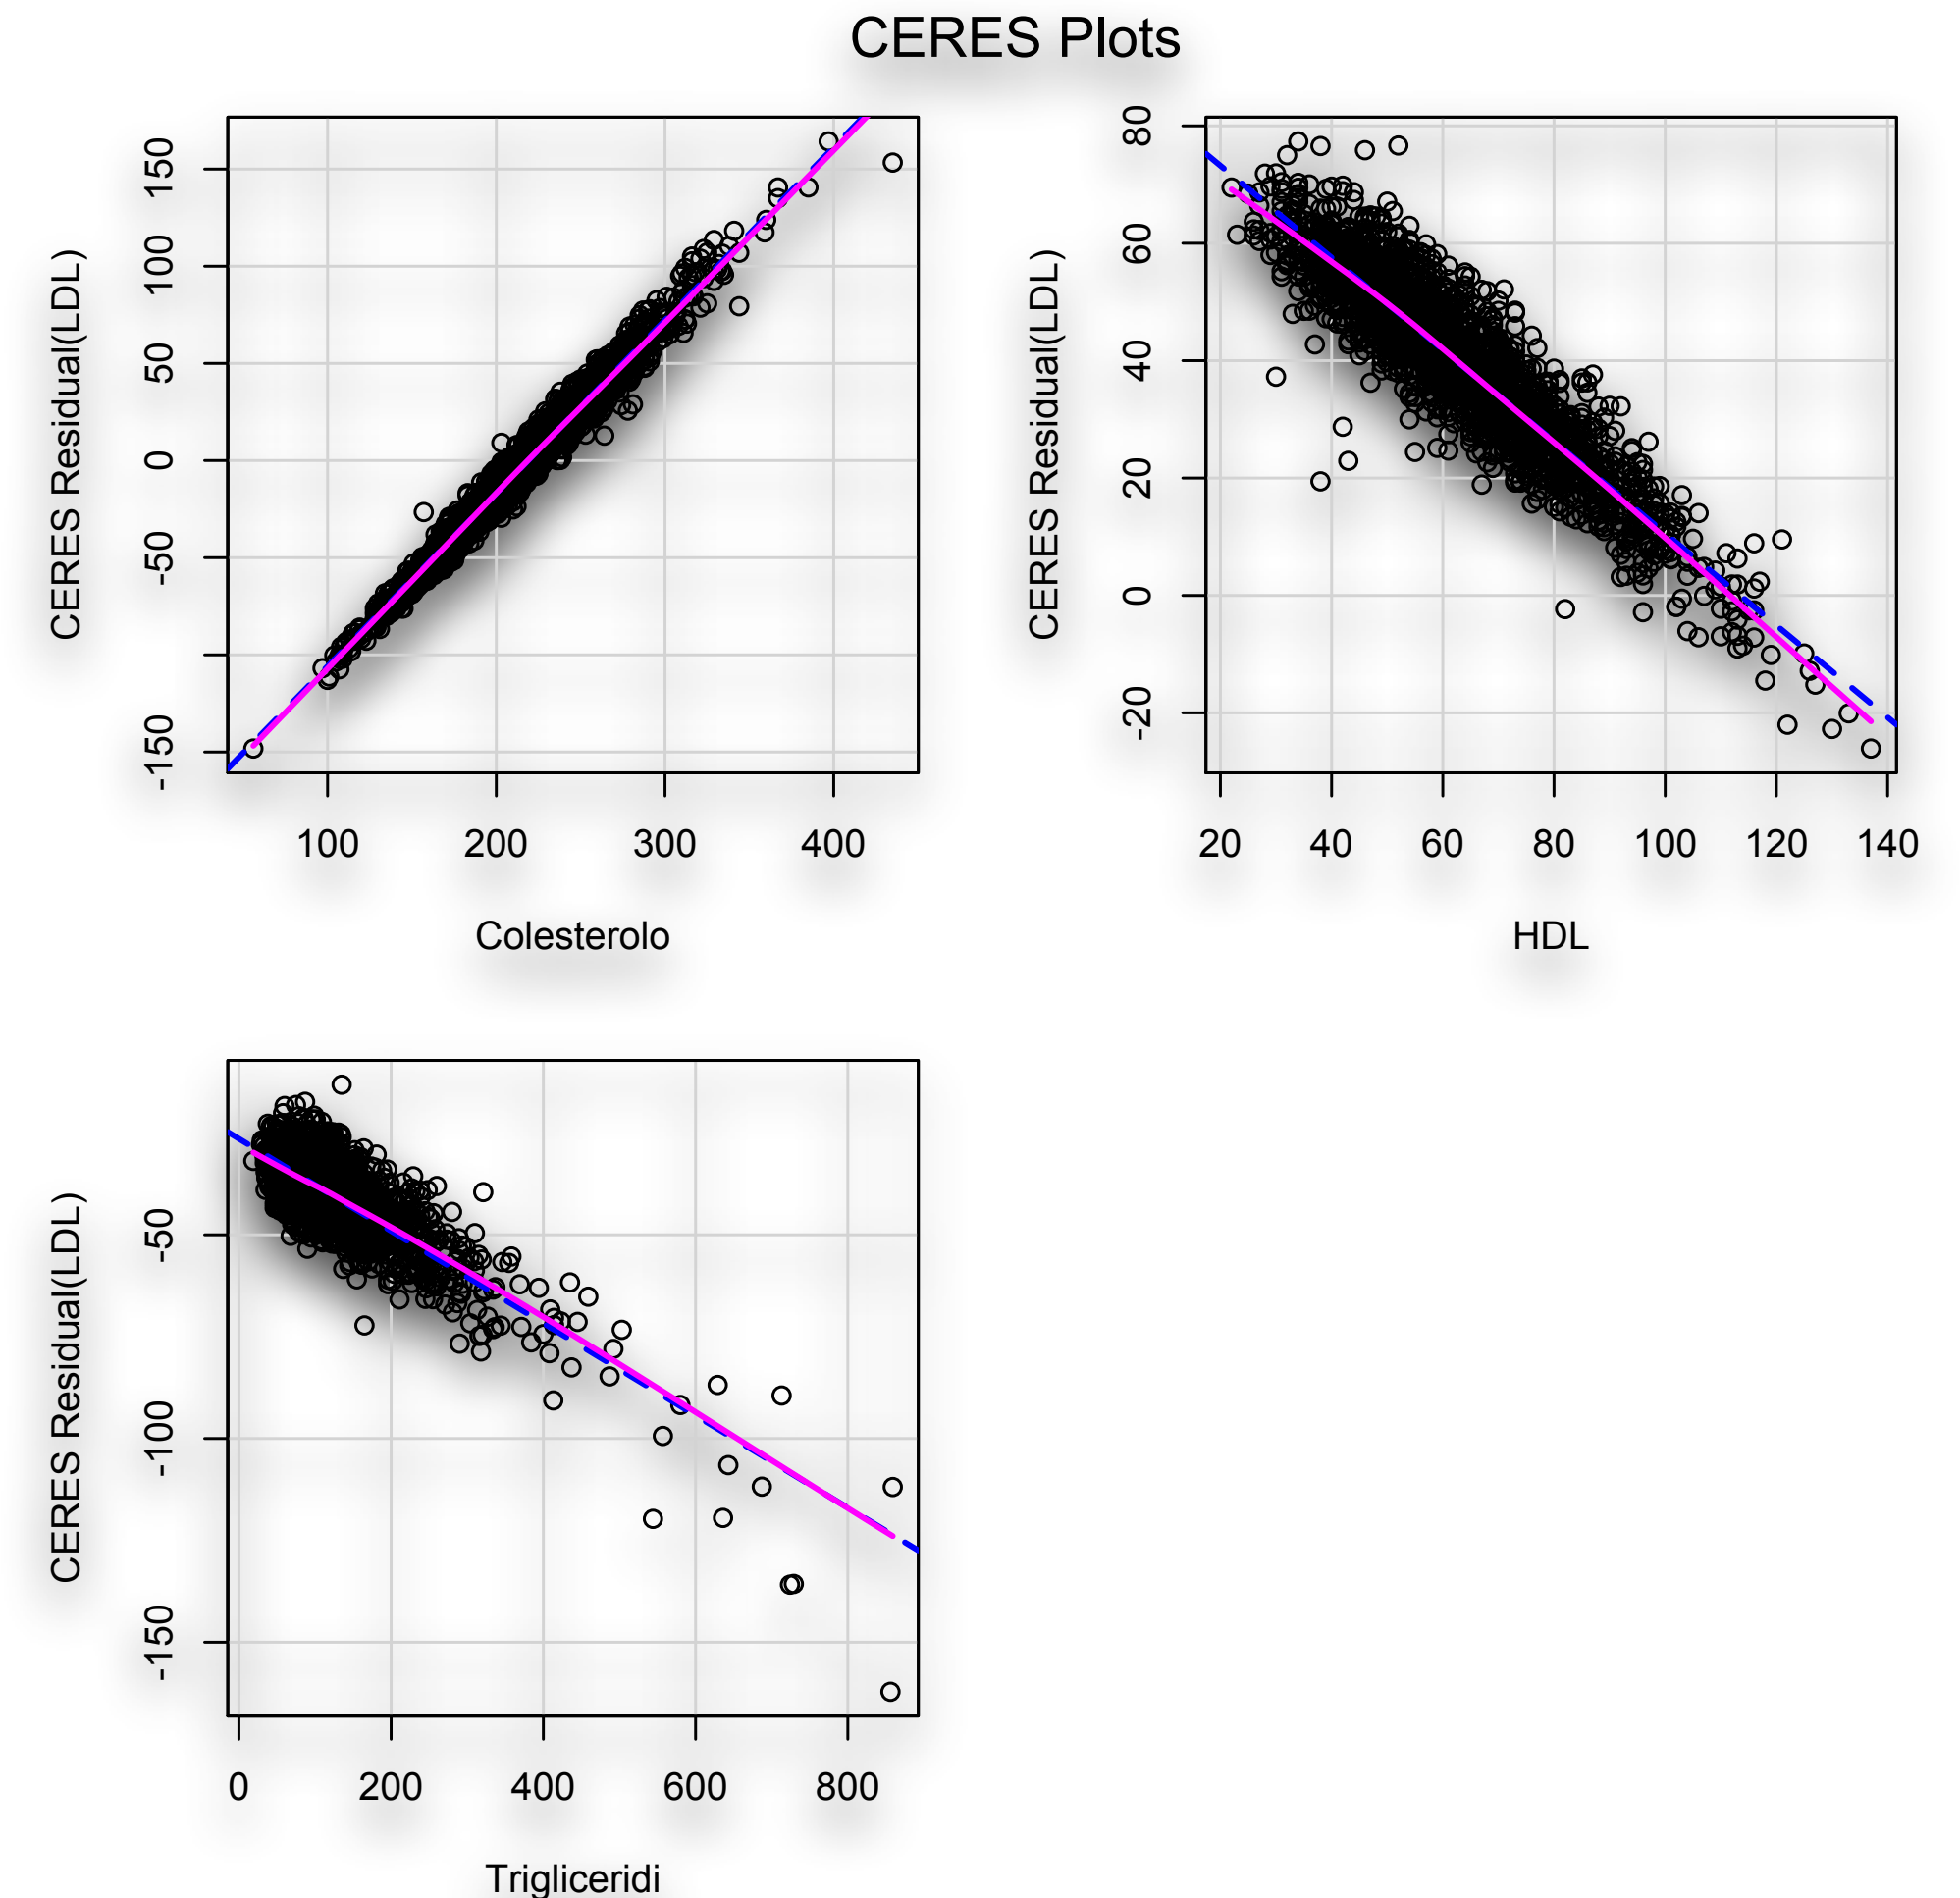 CERES Plots
CERES Residual(LDL)
150
100
50
0
-50
-150
100 200 300 400
Colesterolo
CERES Residual(LDL)
80
60
40
20
0
-20
20 40 60 80 100 120 140
HDL
CERES Residual(LDL)
-50
-100
-150
0 200 400 600 800
Trigliceridi